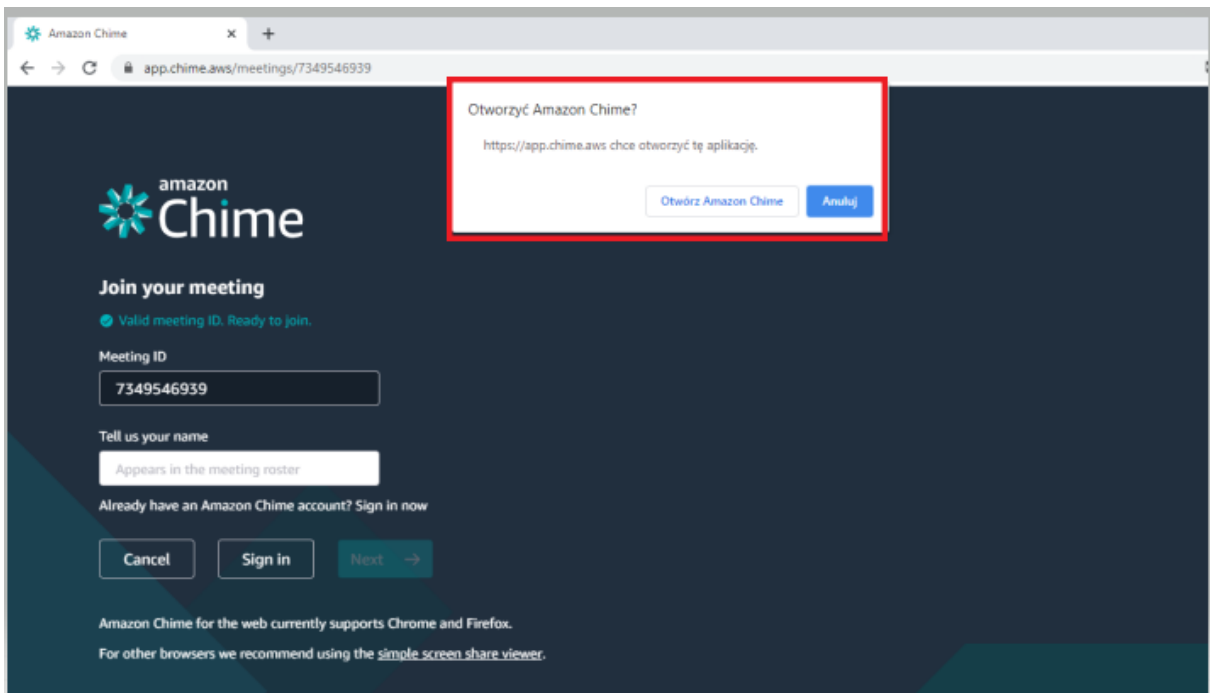 Amazon Chime
app.chime.aws/meetings/7349546939
Otworzyć Amazon Chime?
https://app.chime.aws chce otworzyć tę aplikację.
Otwórz Amazon Chime
Anuluj
amazon
Chime
Join your meeting
Valid meeting ID. Ready to join.
Meeting ID
7349546939
Tell us your name
Appears in the meeting roster
Already have an Amazon Chime account? Sign in now
Cancel
Sign in
Next
Amazon Chime for the web currently supports Chrome and Firefox.
For other browsers we recommend using the simple screen share viewer.